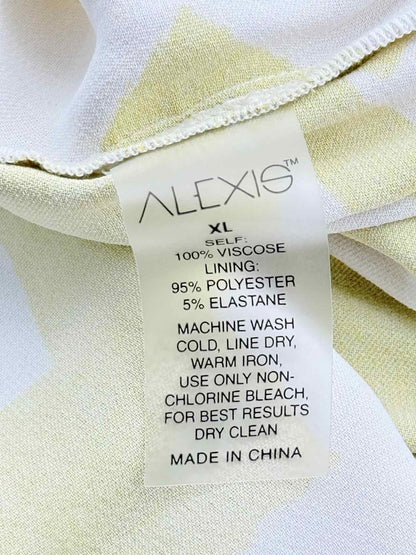 ALEXIS™
XL
SELF:
100% VISCOSE
LINING:
95% POLYESTER
5% ELASTANE
MACHINE WASH
COLD, LINE DRY,
WARM IRON,
USE ONLY NON-
CHLORINE BLEACH,
FOR BEST RESULTS
DRY CLEAN
MADE IN CHINA